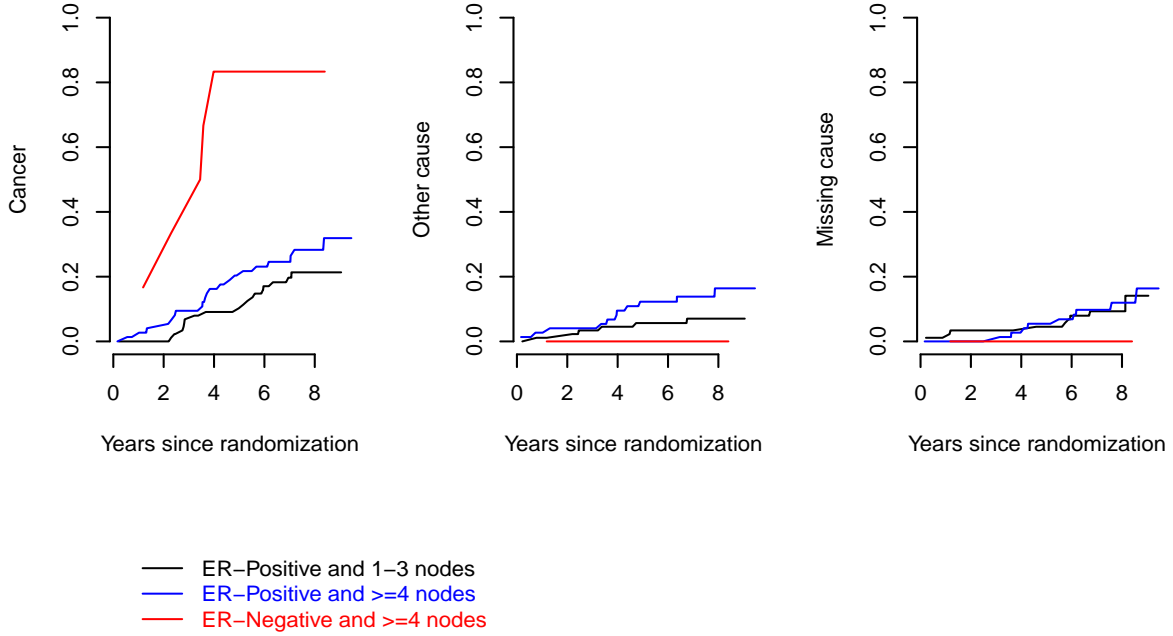 Cancer
0.0 0.2 0.4 0.6 0.8 1.0
0 2 4 6 8
Years since randomization
Other cause
0.0 0.2 0.4 0.6 0.8 1.0
0 2 4 6 8
Years since randomization
Missing cause
0.0 0.2 0.4 0.6 0.8 1.0
0 2 4 6 8
Years since randomization
ER−Positive and 1−3 nodes
ER−Positive and >=4 nodes
ER−Negative and >=4 nodes